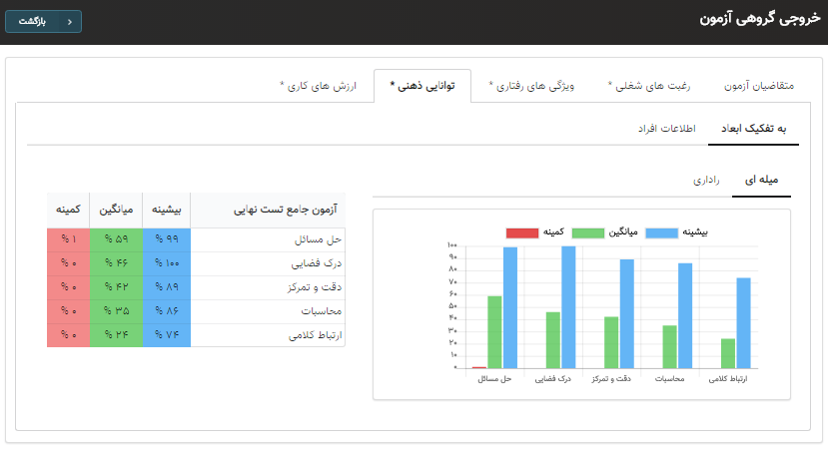 خروجی گروهی آزمون
بازگشت
متقاضیان آزمون
رغبت های شغلی *
ویژگی های رفتاری *
توانایی ذهنی *
ارزش های کاری *
به تفکیک ابعاد
اطلاعات افراد
میله ای
راداری
بیشینه
میانگین
کمینه
۱۰۰
۹۰
۸۰
۷۰
۶۰
۵۰
۴۰
۳۰
۲۰
۱۰
۰
حل مسائل
درک فضایی
دقت و تمرکز
محاسبات
ارتباط کلامی
آزمون جامع تست نهایی بیشینه میانگین کمینه
حل مسائل ۹۹ % ۵۹ % ۱ %
درک فضایی ۱۰۰ % ۴۶ % ۰ %
دقت و تمرکز ۸۹ % ۴۲ % ۰ %
محاسبات ۸۶ % ۳۵ % ۰ %
ارتباط کلامی ۷۴ % ۲۴ % ۰ %